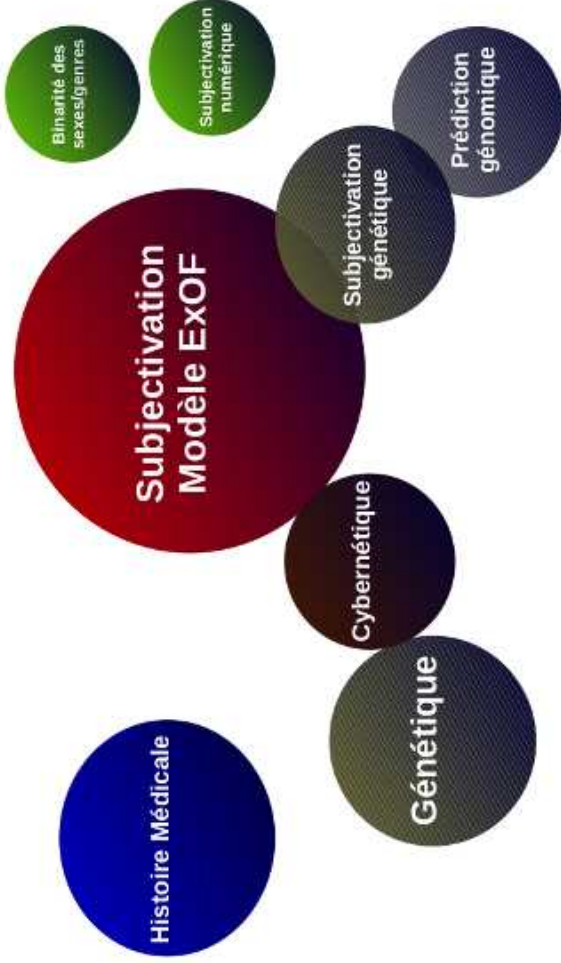 Histoire Médicale
Génétique
Cybernétique
Subjectivation
Modèle ExOF
Subjectivation
génétique
Prédiction
génomique
Binarité des
sexes/genres
Subjectivation
numérique